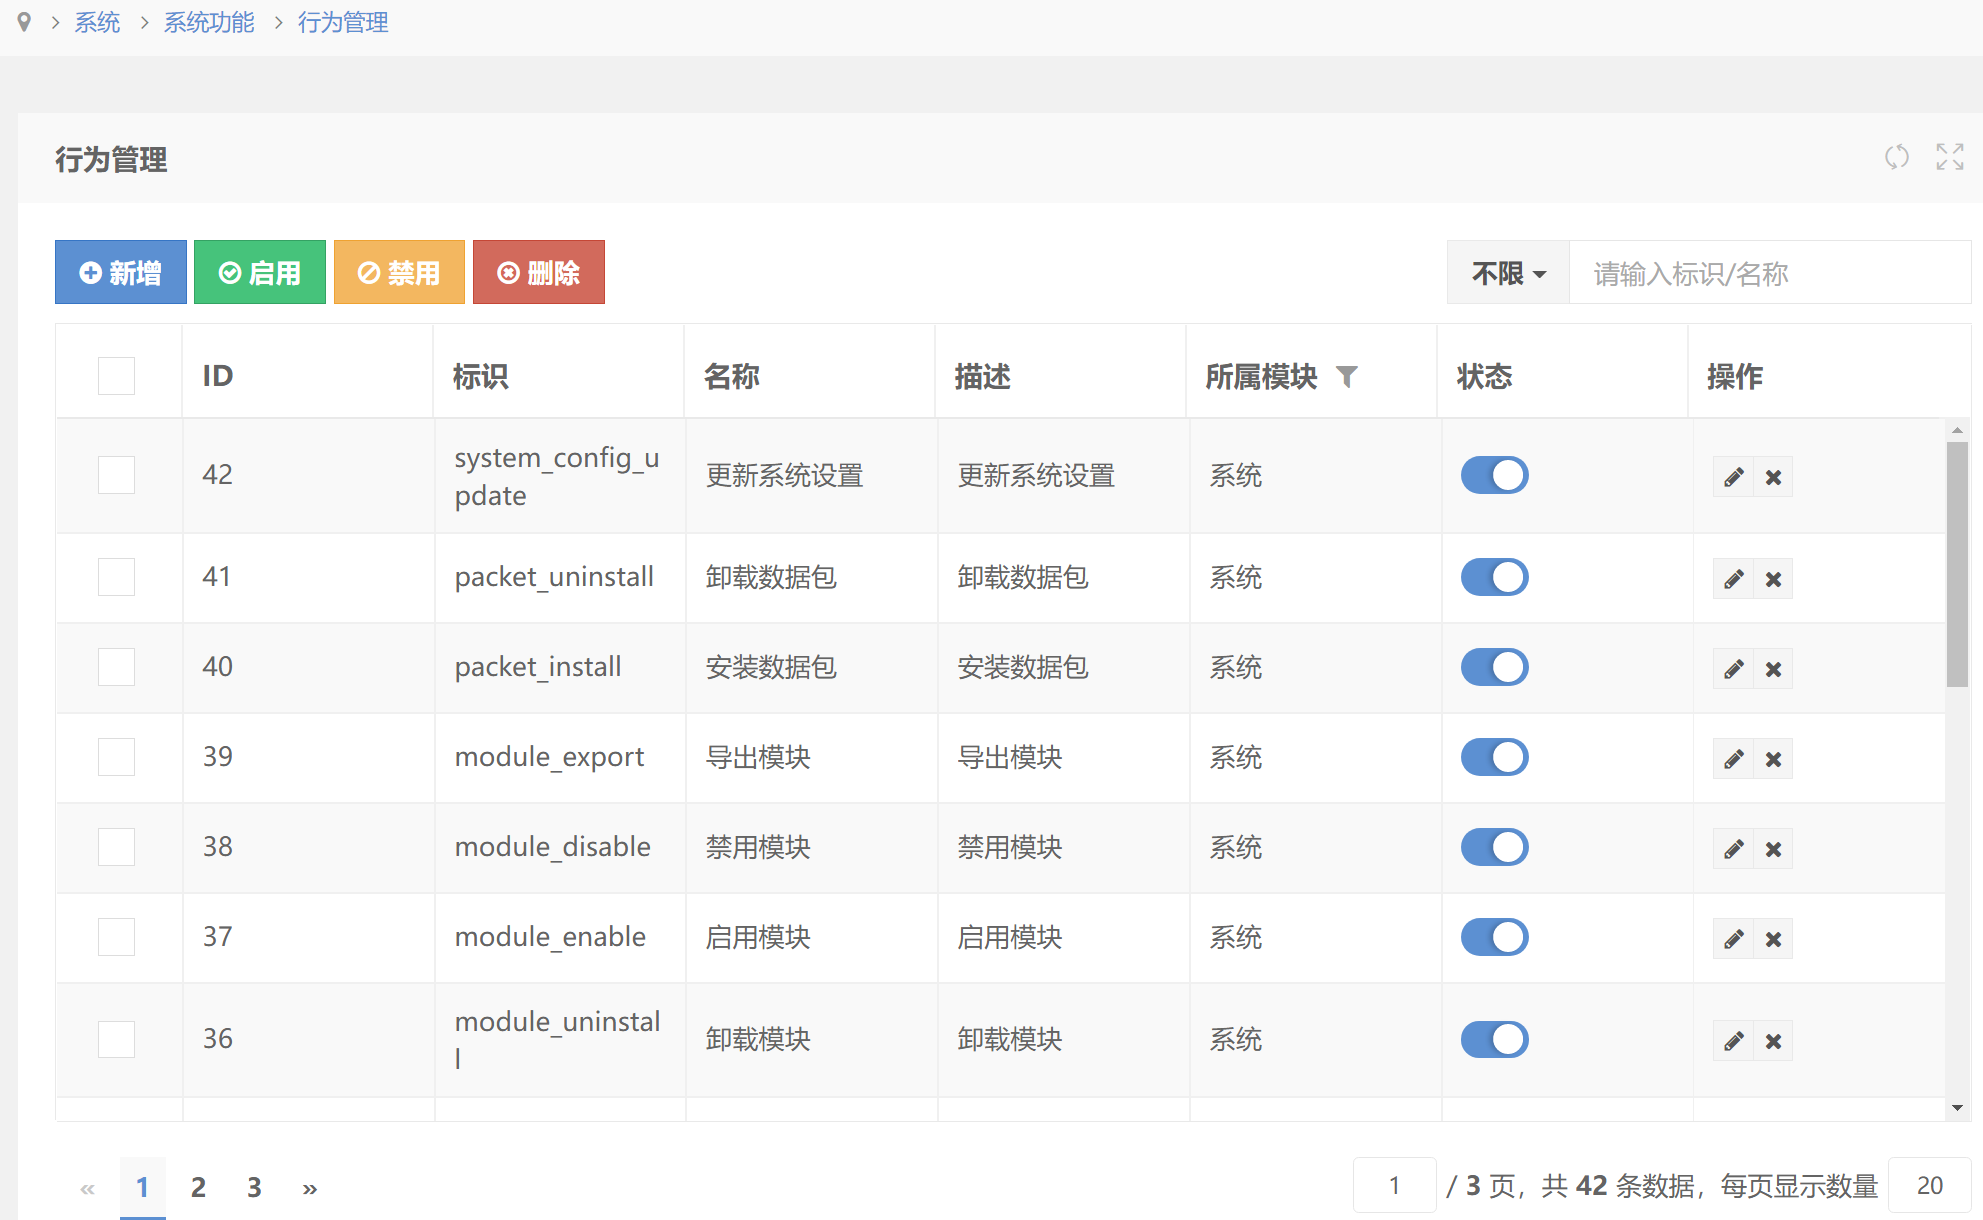 系统 系统功能 行为管理
行为管理
新增 启用 禁用 删除 不限 请输入标识/名称
ID 标识 名称 描述 所属模块 状态 操作
42 system_config_u
pdate 更新系统设置 更新系统设置 系统
41 packet_uninstall 卸载数据包 卸载数据包 系统
40 packet_install 安装数据包 安装数据包 系统
39 module_export 导出模块 导出模块 系统
38 module_disable 禁用模块 禁用模块 系统
37 module_enable 启用模块 启用模块 系统
36 module_uninstal
l 卸载模块 卸载模块 系统
« 1 2 3 » 1 / 3 页，共 42 条数据，每页显示数量 20